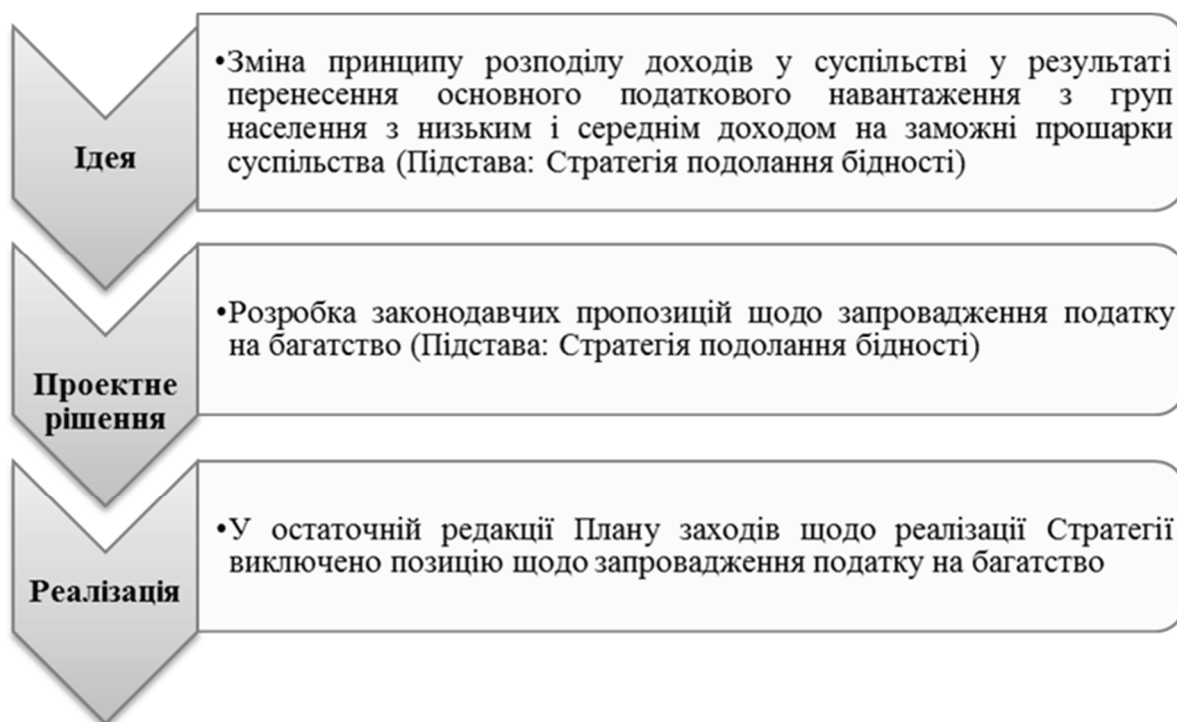 Ідея
•Зміна принципу розподілу доходів у суспільстві у результаті
перенесення основного податкового навантаження з груп
населення з низьким і середнім доходом на заможні прошарки
суспільства (Підстава: Стратегія подолання бідності)
Проектне
рішення
•Розробка законодавчих пропозицій щодо запровадження податку
на багатство (Підстава: Стратегія подолання бідності)
Реалізація
•У остаточній редакції Плану заходів щодо реалізації Стратегії
виключено позицію щодо запровадження податку на багатство